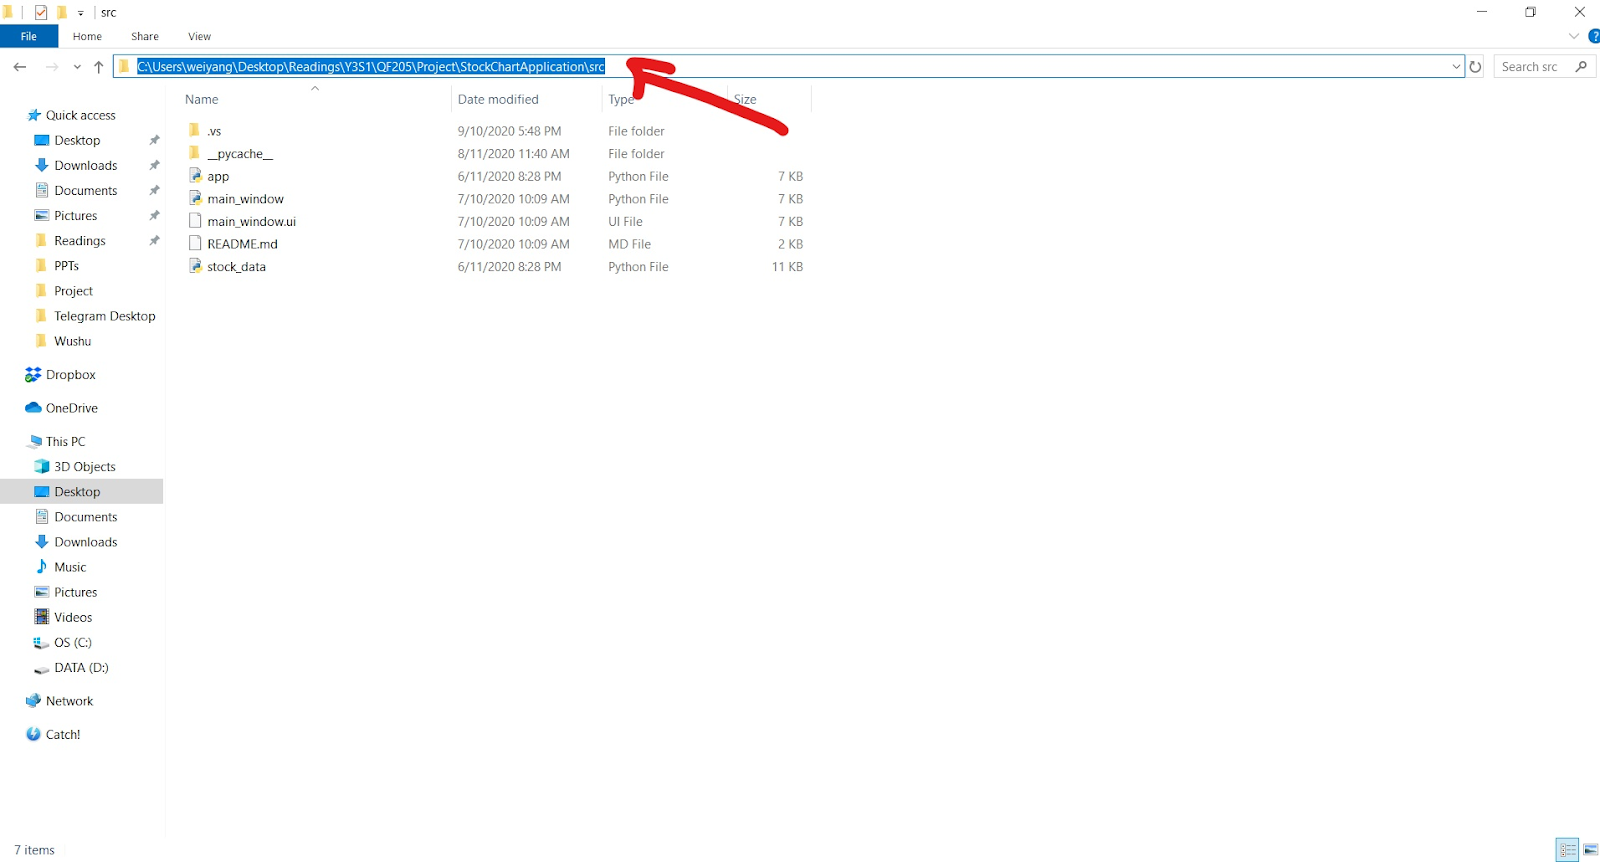 src
File Home Share View
C:\Users\weiyang\Desktop\Readings\Y3S1\QF205\Project\StockChartApplication\src
Search src
Name Date modified Type Size
.vs 9/10/2020 5:48 PM File folder
__pycache__ 8/11/2020 11:40 AM File folder
app 6/11/2020 8:28 PM Python File 7 KB
main_window 7/10/2020 10:09 AM Python File 7 KB
main_window.ui 7/10/2020 10:09 AM UI File 7 KB
README.md 7/10/2020 10:09 AM MD File 2 KB
stock_data 6/11/2020 8:28 PM Python File 11 KB
Quick access
Desktop
Downloads
Documents
Pictures
Readings
PPTs
Project
Telegram Desktop
Wushu
Dropbox
OneDrive
This PC
3D Objects
Desktop
Documents
Downloads
Music
Pictures
Videos
OS (C:)
DATA (D:)
Network
Catch!
7 items